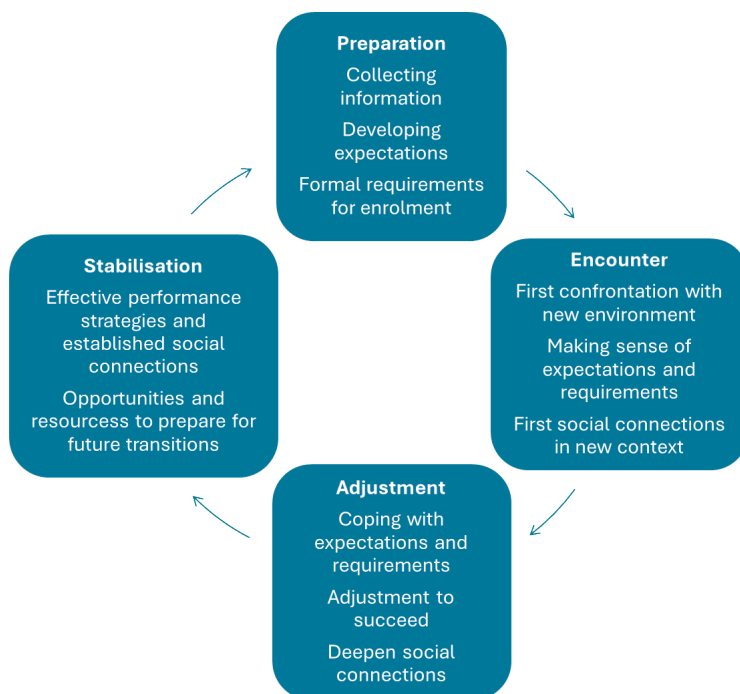 Preparation
Collecting
information
Developing
expectations
Formal requirements
for enrolment
Encounter
First confrontation with
new environment
Making sense of
expectations and
requirements
First social connections
in new context
Adjustment
Coping with
expectations and
requirements
Adjustment to
succeed
Deepen social
connections
Stabilisation
Effective performance
strategies and
established social
connections
Opportunities and
resourcess to prepare for
future transitions